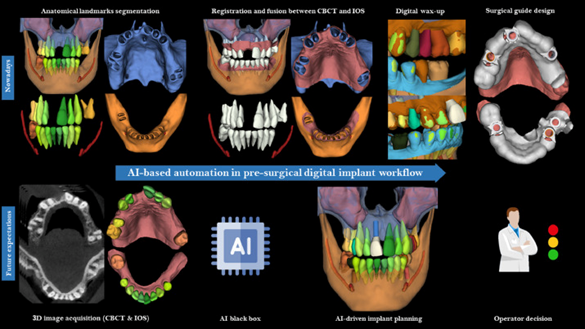 Anatomical landmarks segmentation
Registration and fusion between CBCT and IOS
Digital wax-up
Surgical guide design
Nowadays
AI-based automation in pre-surgical digital implant workflow
Future expectations
AI
3D image acquisition (CBCT & IOS)
AI black box
AI-driven implant planning
Operator decision